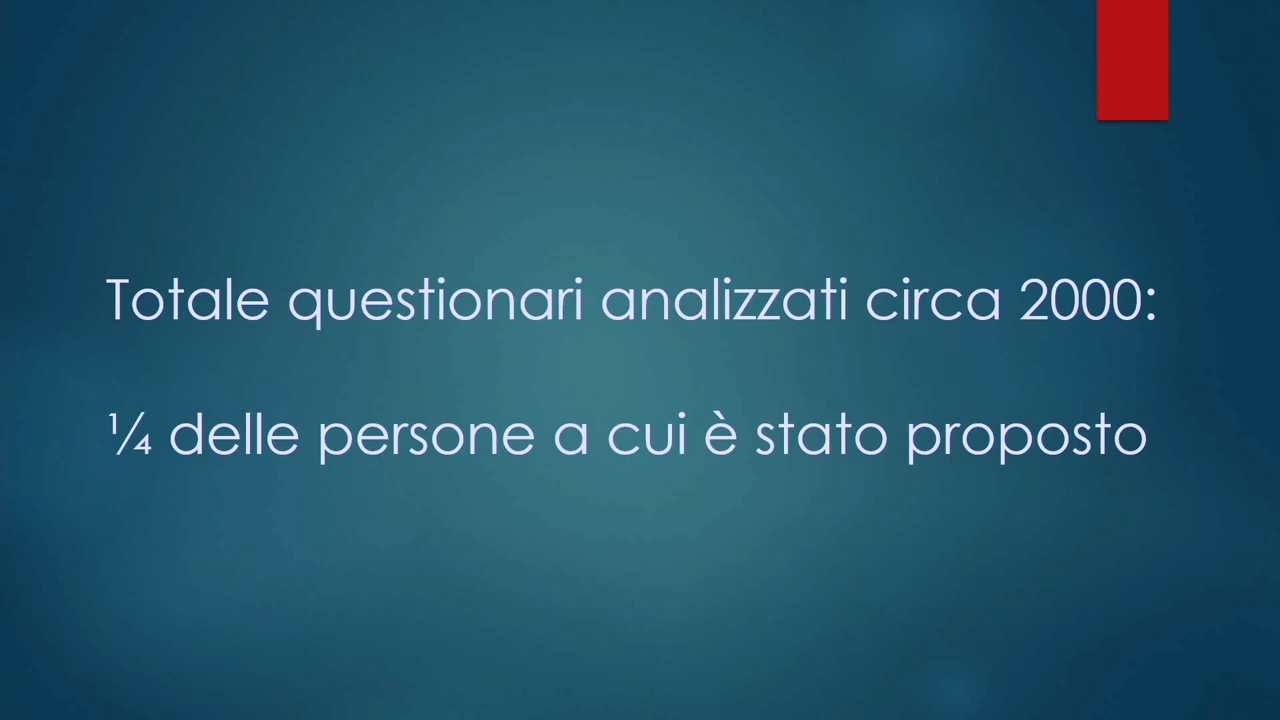 Totale questionari analizzati circa 2000:
¼ delle persone a cui è stato proposto